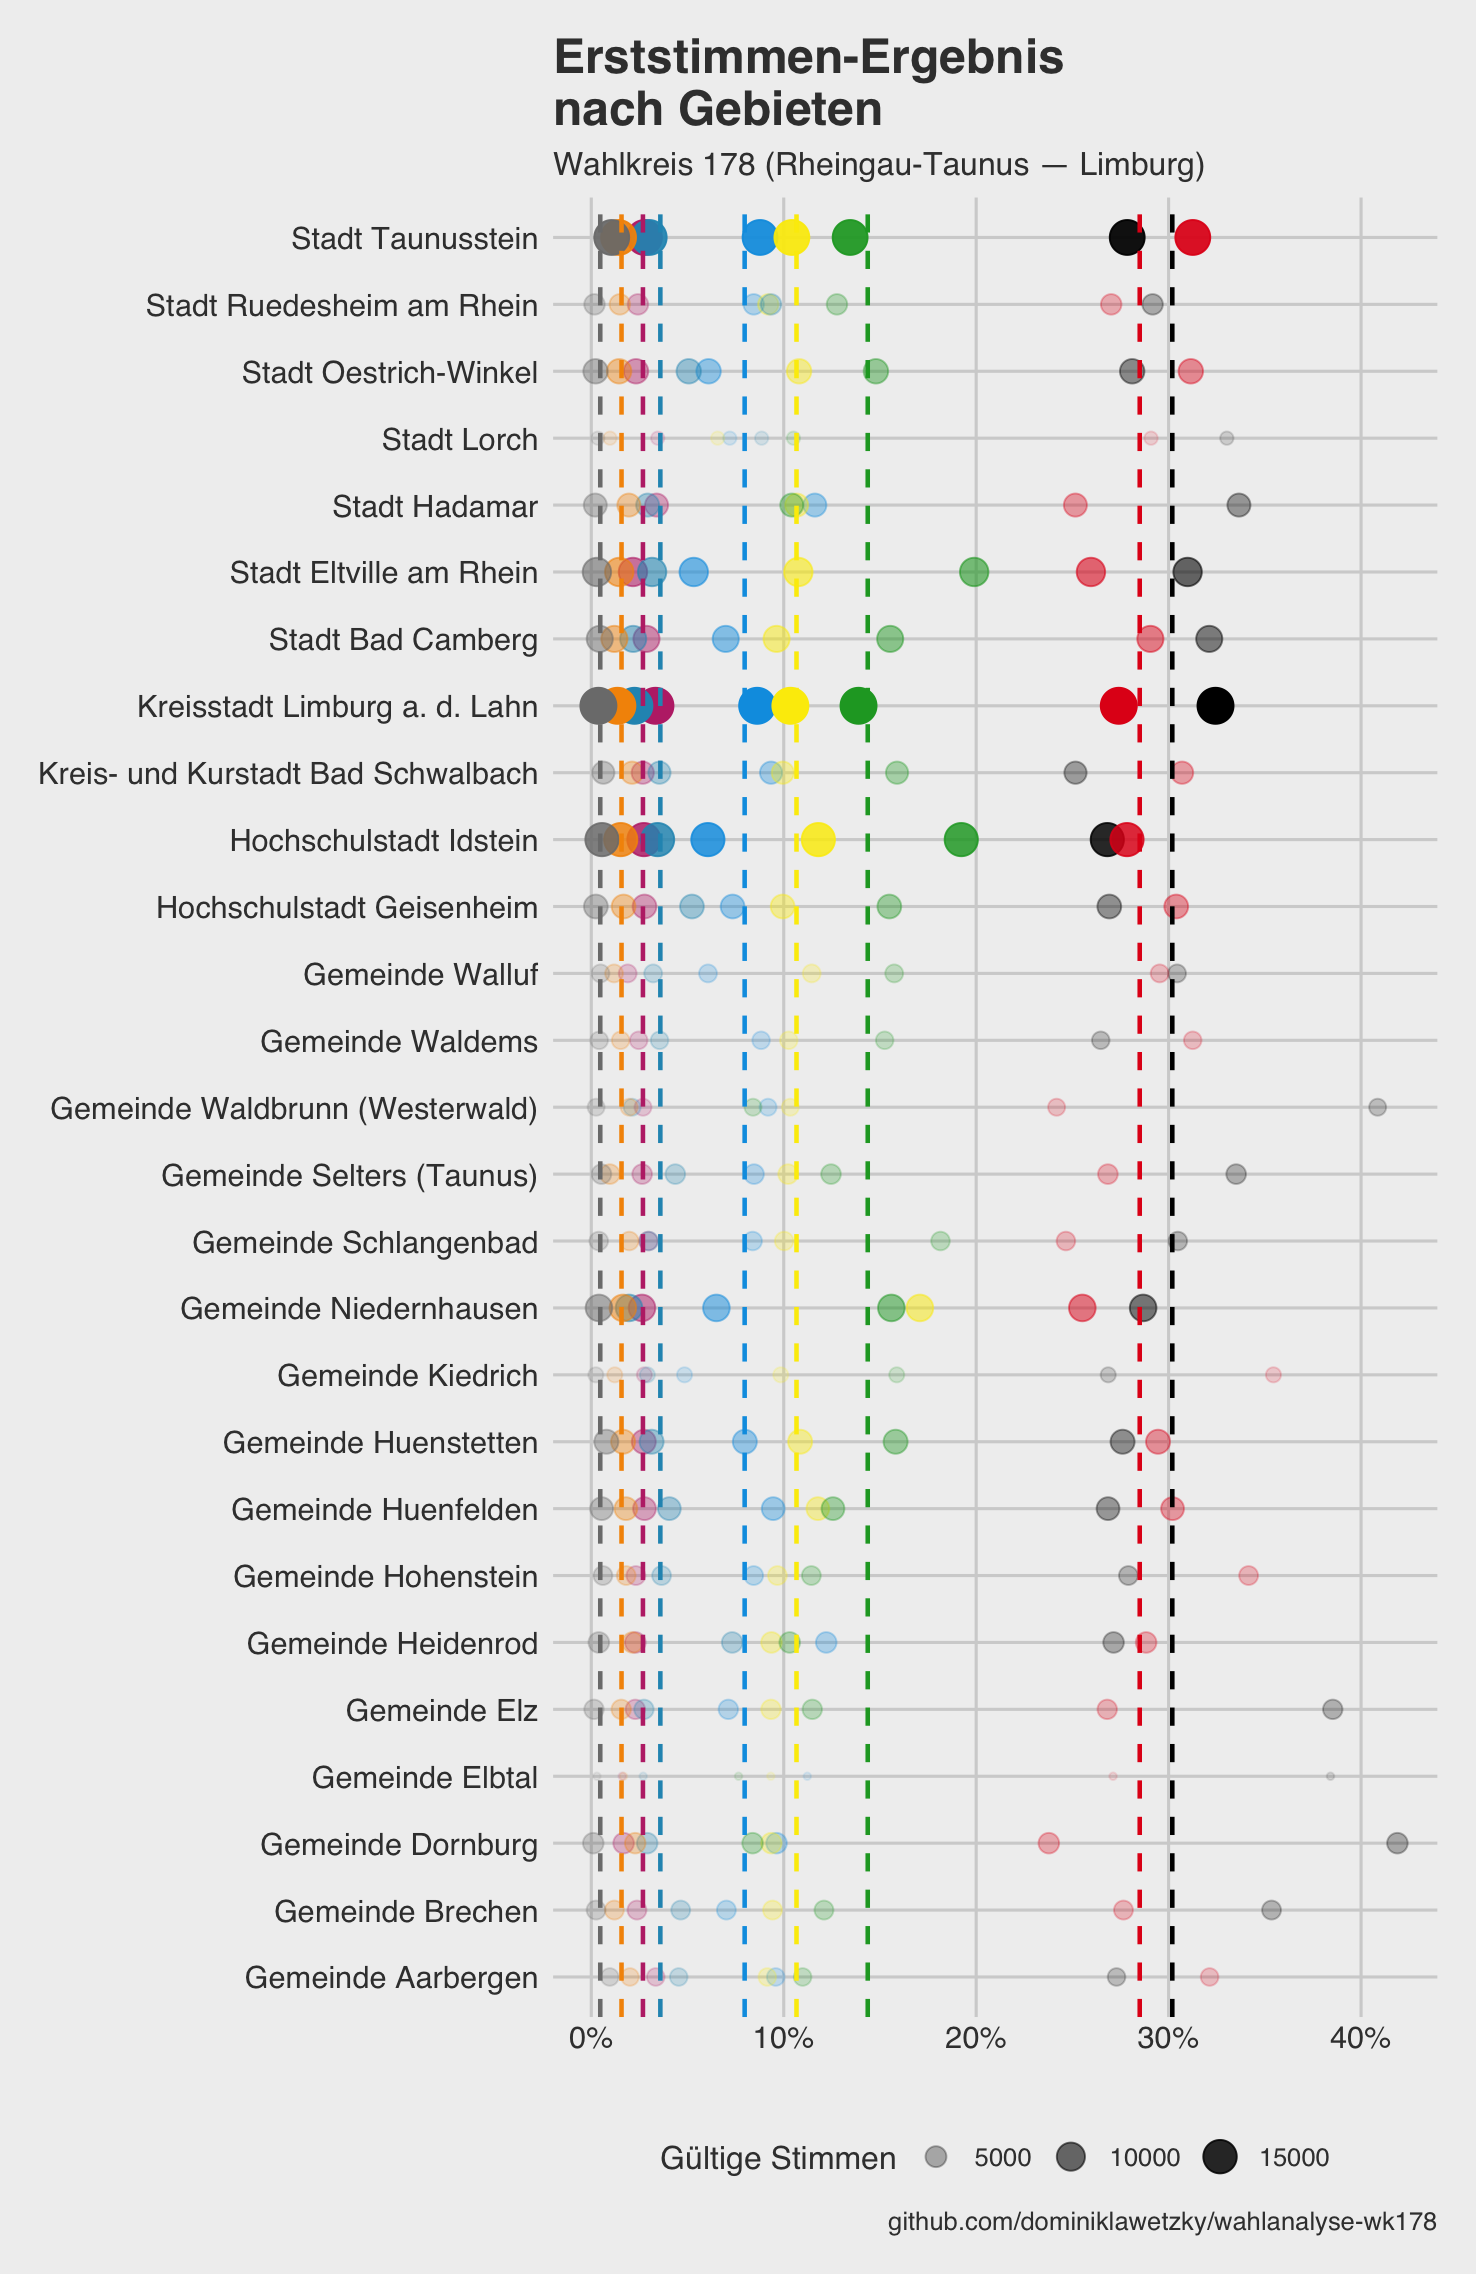 Erststimmen-Ergebnis
nach Gebieten
Wahlkreis 178 (Rheingau-Taunus — Limburg)
Stadt Taunusstein
Stadt Ruedesheim am Rhein
Stadt Oestrich-Winkel
Stadt Lorch
Stadt Hadamar
Stadt Eltville am Rhein
Stadt Bad Camberg
Kreisstadt Limburg a. d. Lahn
Kreis- und Kurstadt Bad Schwalbach
Hochschulstadt Idstein
Hochschulstadt Geisenheim
Gemeinde Walluf
Gemeinde Waldems
Gemeinde Waldbrunn (Westerwald)
Gemeinde Selters (Taunus)
Gemeinde Schlangenbad
Gemeinde Niedernhausen
Gemeinde Kiedrich
Gemeinde Huenstetten
Gemeinde Huenfelden
Gemeinde Hohenstein
Gemeinde Heidenrod
Gemeinde Elz
Gemeinde Elbtal
Gemeinde Dornburg
Gemeinde Brechen
Gemeinde Aarbergen
0% 10% 20% 30% 40%
Gültige Stimmen 5000 10000 15000
github.com/dominiklawetzky/wahlanalyse-wk178